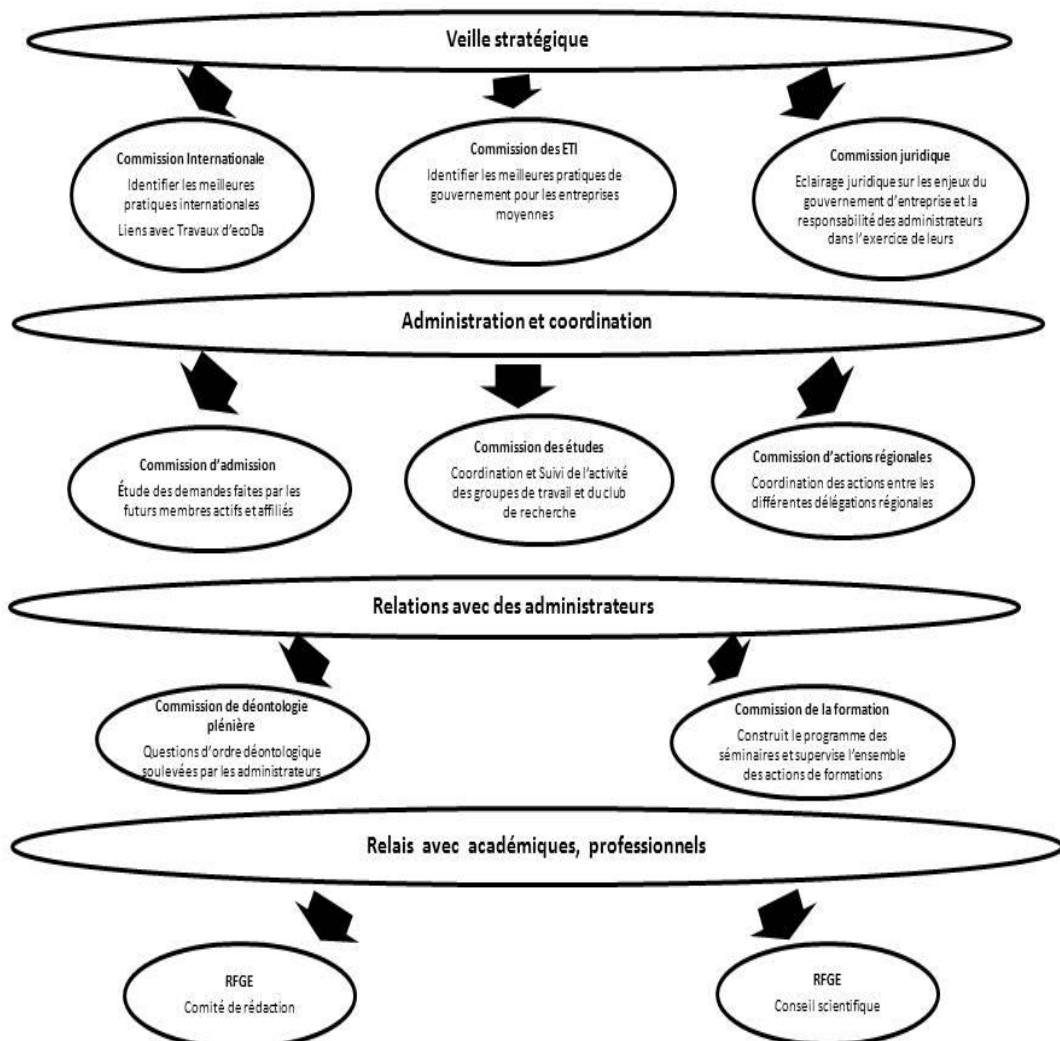 Veille stratégique
Commission Internationale
Identifier les meilleures
pratiques internationales
Liens avec Travaux d'ecoDa
Commission des ETI
Identifier les meilleures pratiques de
gouvernement pour les entreprises
moyennes
Commission juridique
Eclairage juridique sur les enjeux du
gouvernement d'entreprise et la
responsabilité des administrateurs
dans l'exercice de leurs
Administration et coordination
Commission d'admission
Étude des demandes faites par les
futurs membres actifs et affiliés
Commission des études
Coordination et Suivi de l'activité
des groupes de travail et du club
de recherche
Commission d'actions régionales
Coordination des actions entre les
différentes délégations régionales
Relations avec des administrateurs
Commission de déontologie
plénière
Questions d'ordre déontologique
soulevées par les administrateurs
Commission de la formation
Construit le programme des
séminaires et supervise l'ensemble
des actions de formations
Relais avec académiques, professionnels
RFGE
Comité de rédaction
RFGE
Conseil scientifique